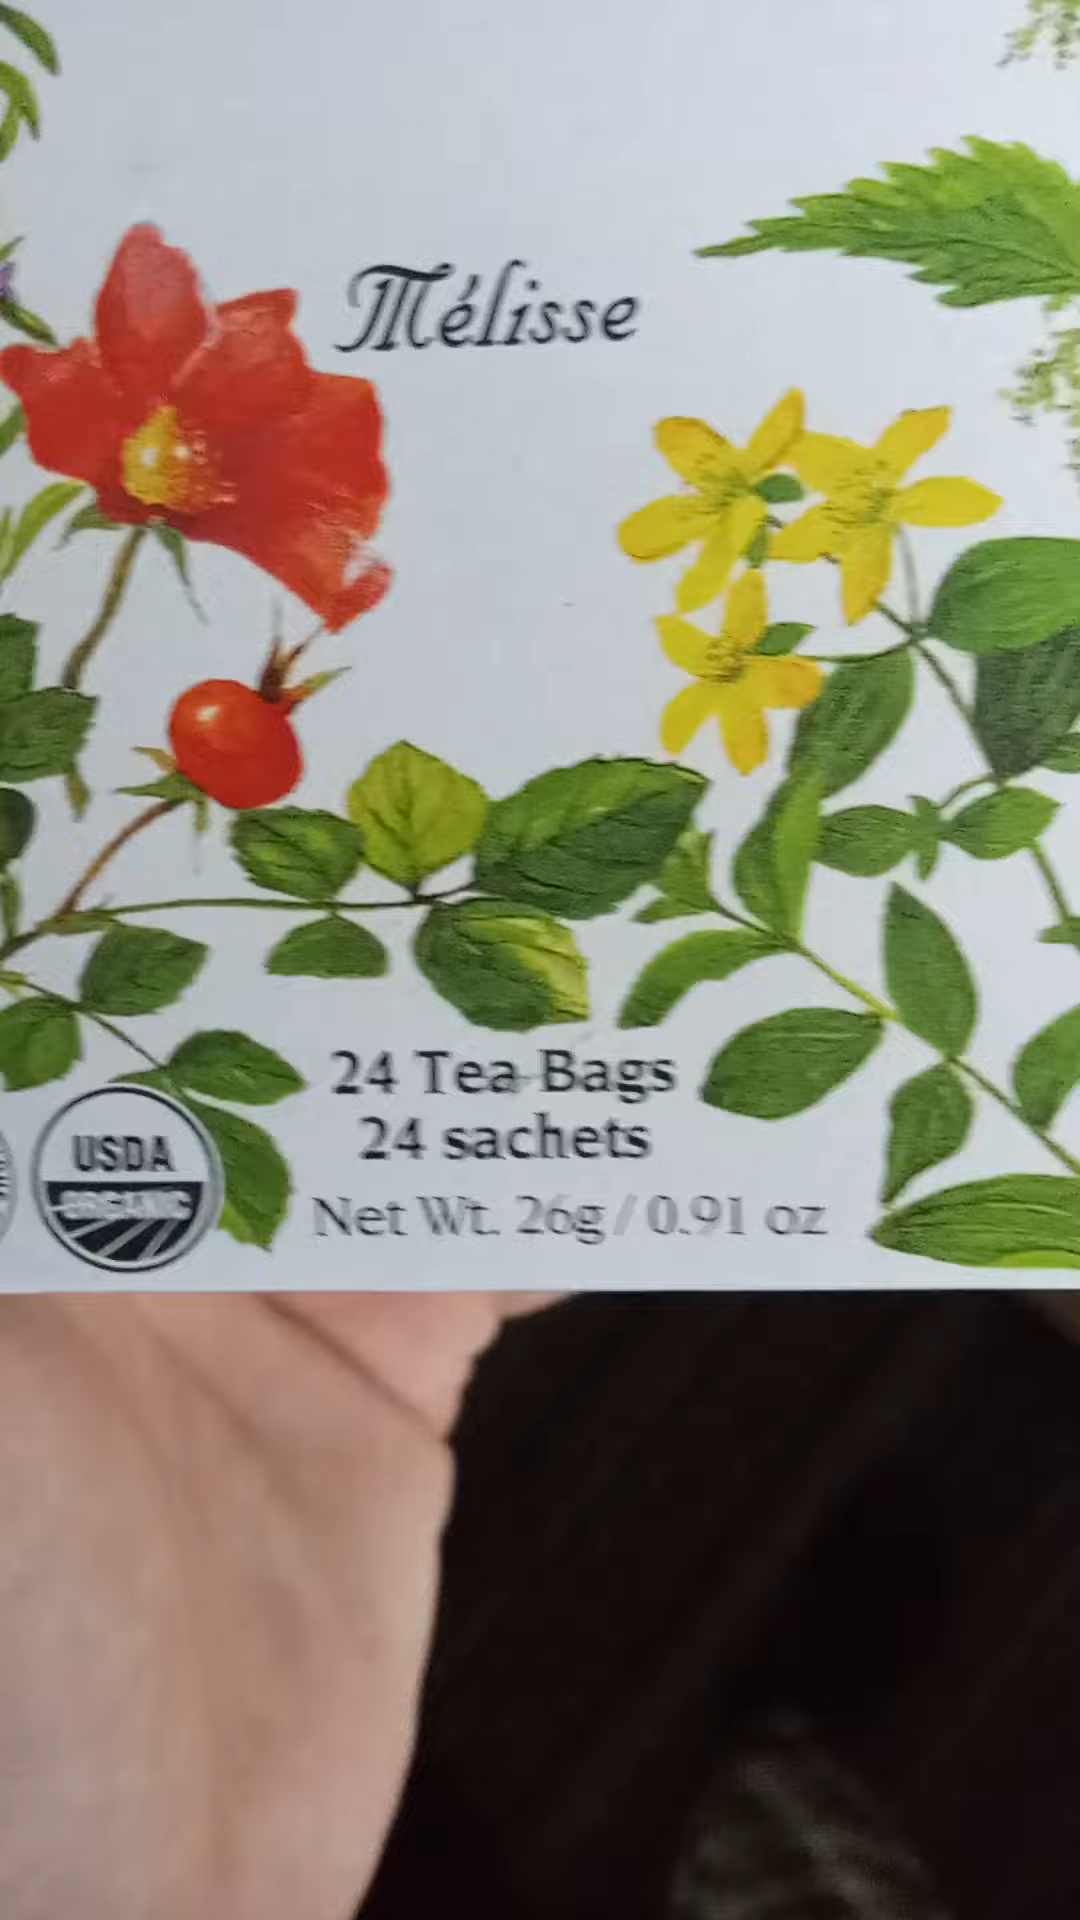 Mélisse
24 Tea Bags
24 sachets
Net Wt. 26g / 0.91 oz
USDA
ORGANIC